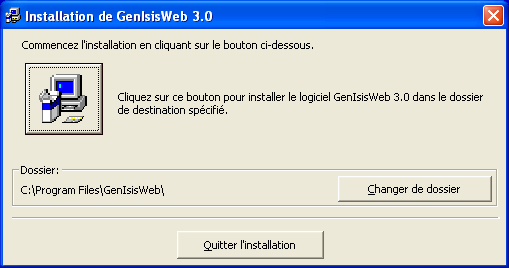 Installation de GenIsisWeb 3.0
Commencez l'installation en cliquant sur le bouton ci-dessous.
Cliquez sur ce bouton pour installer le logiciel GenIsisWeb 3.0 dans le dossier
de destination spécifié.
Dossier:
C:\Program Files\GenIsisWeb\
Changer de dossier
Quitter l'installation